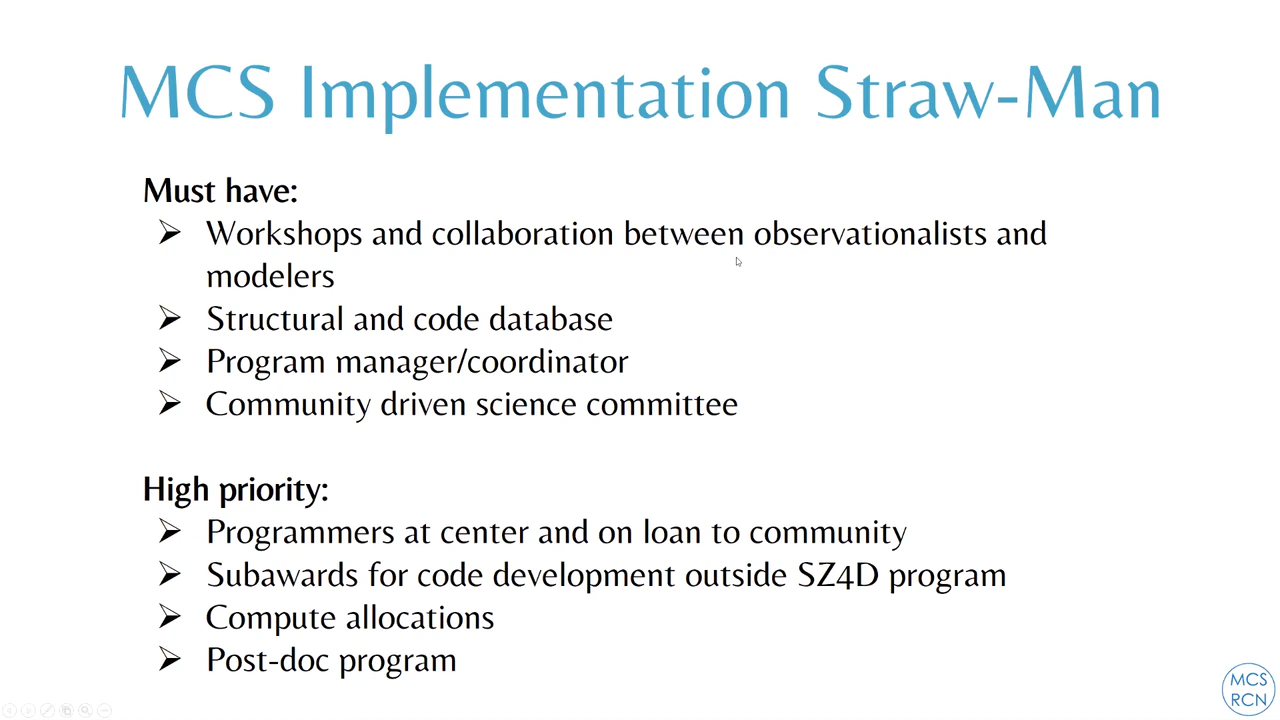 MCS Implementation Straw-Man
Must have:
➢ Workshops and collaboration between observationalists and
modelers
➢ Structural and code database
➢ Program manager/coordinator
➢ Community driven science committee
High priority:
➢ Programmers at center and on loan to community
➢ Subawards for code development outside SZ4D program
➢ Compute allocations
➢ Post-doc program
MCS
RCN